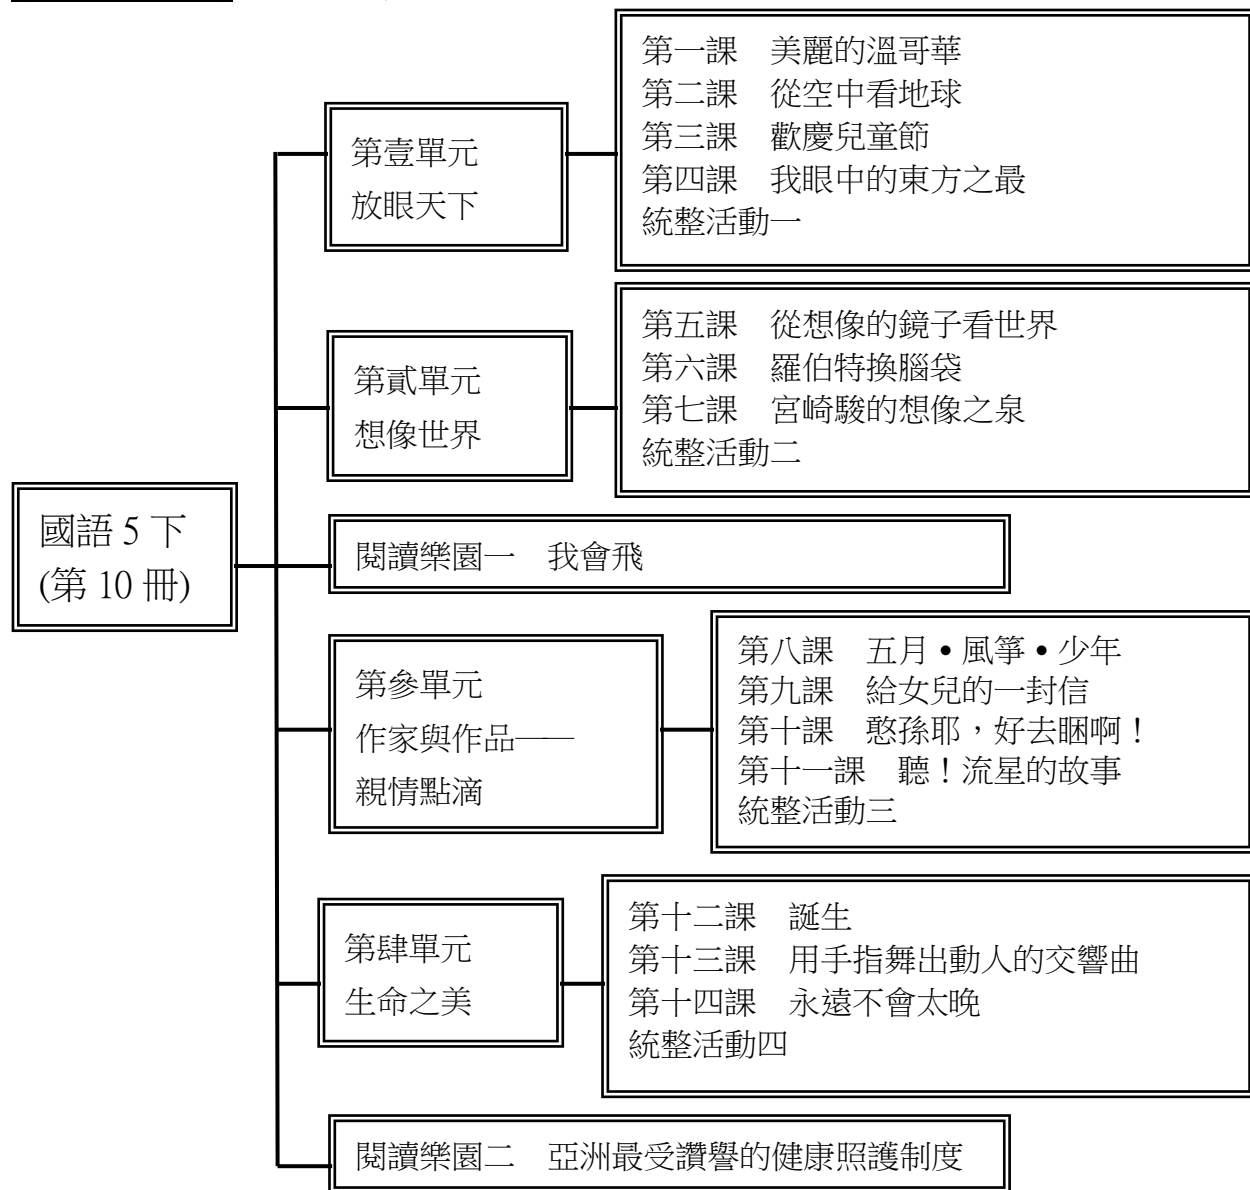 國語 5 下
(第 10 冊)
第壹單元
放眼天下
第一課　美麗的溫哥華
第二課　從空中看地球
第三課　歡慶兒童節
第四課　我眼中的東方之最
統整活動一
第貳單元
想像世界
第五課　從想像的鏡子看世界
第六課　羅伯特換腦袋
第七課　宮崎駿的想像之泉
統整活動二
閱讀樂園一　我會飛
第參單元
作家與作品——
親情點滴
第八課　五月•風箏•少年
第九課　給女兒的一封信
第十課　憨孫耶，好去睏啊！
第十一課　聽！流星的故事
統整活動三
第肆單元
生命之美
第十二課　誕生
第十三課　用手指舞出動人的交響曲
第十四課　永遠不會太晚
統整活動四
閱讀樂園二　亞洲最受讚譽的健康照護制度